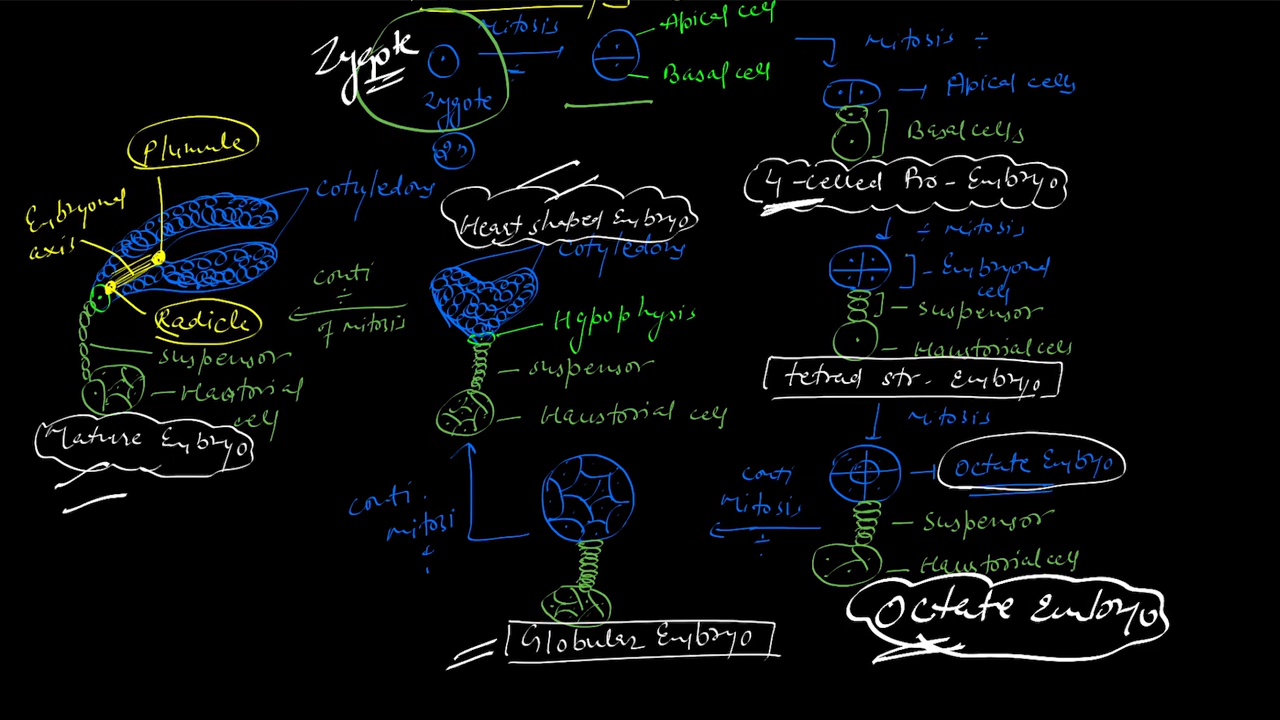 Zygote
Mitosis
÷
Zygote
2n
Apical cell
Basal cell
Mitosis ÷
Apical cells
Basal cells
4-celled Pro-Embryo
÷ mitosis
Embryonal
cell
Suspensor
Haustorial cell
tetrad str. Embryo
Mitosis
Octate Embryo
Suspensor
Haustorial cell
Octate Embryo
conti
Mitosis
÷
Globular Embryo
conti.
mitosi
÷
Heart shaped Embryo
cotyledons
Hypophysis
suspensor
Haustorial cell
conti
÷
of mitosis
Plumule
cotyledons
Embryonal
axis
Radicle
suspensor
Haustorial
cell
Mature Embryo